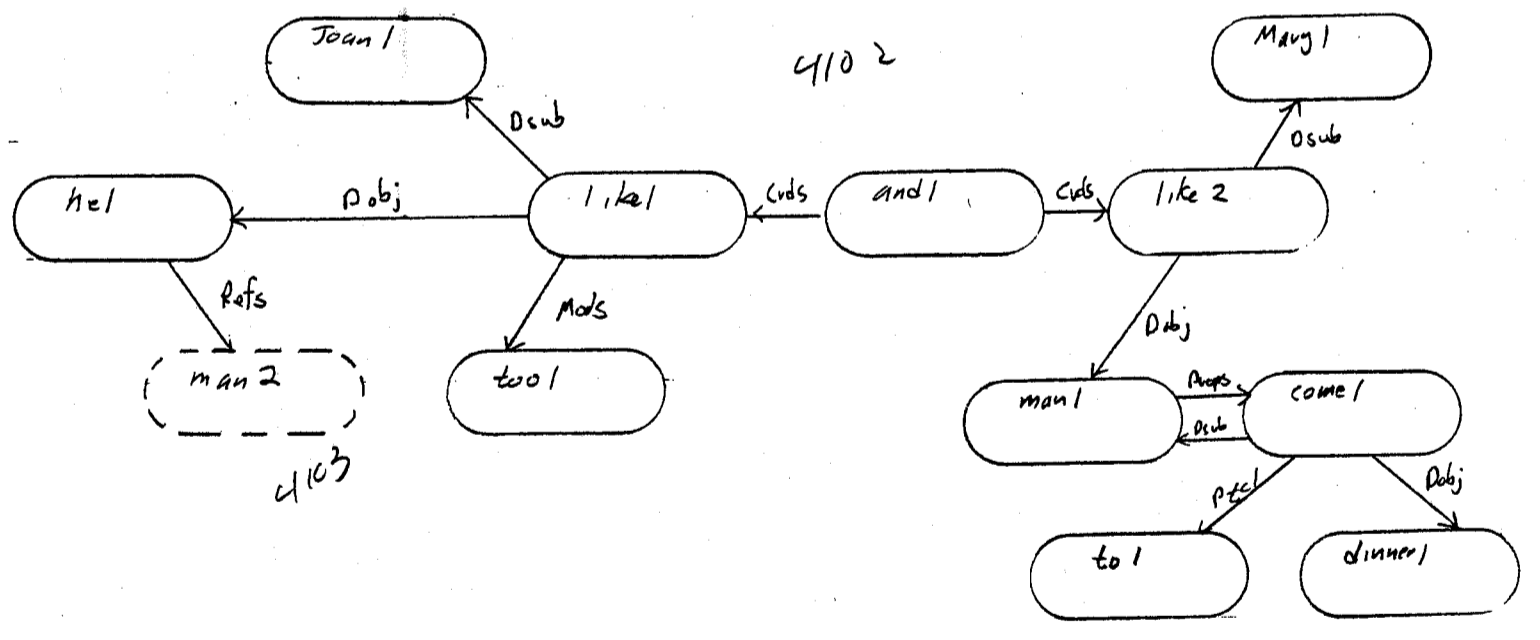 Joan1
4102
Mary1
Dsub
Dsub
he1
Dobj
like1
Crds
and1
Crds
like2
Refs
Mods
Dobj
man2
too1
man1
Props
come1
Dsub
4103
Ptcl
Dobj
to1
dinner1